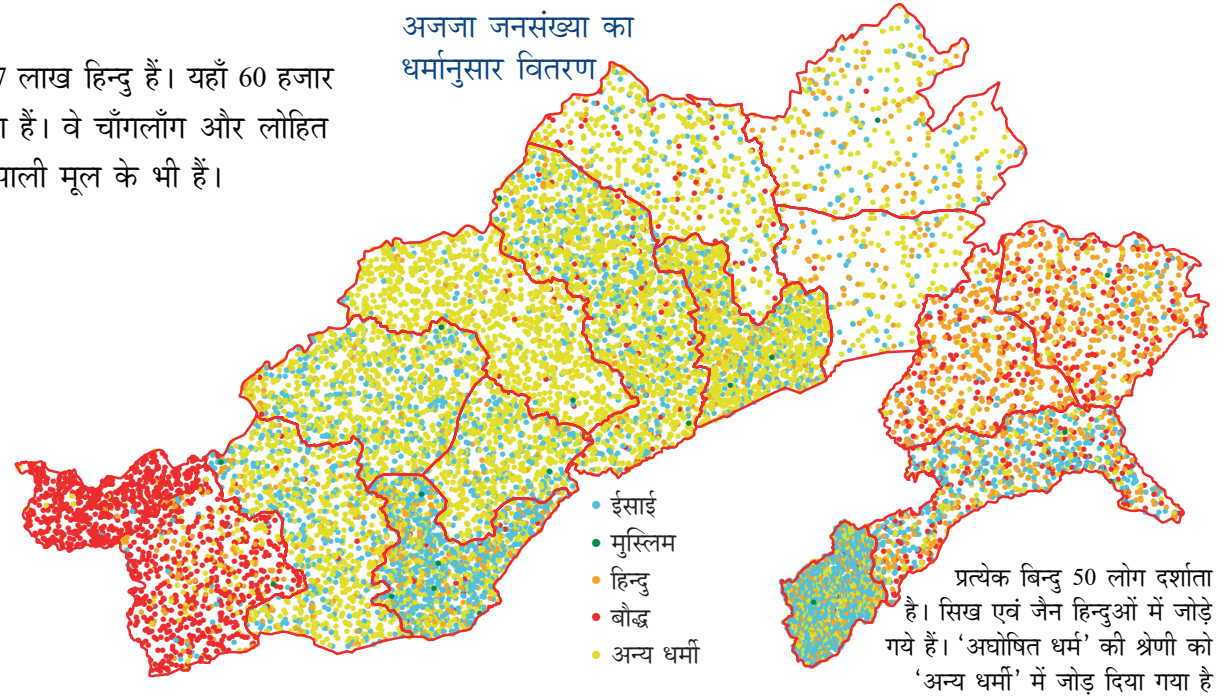 अजजा जनसंख्या का
धर्मानुसार वितरण
7 लाख हिन्दु हैं। यहाँ 60 हजार
हैं। वे चाँगलाँग और लोहित
मूल के भी हैं।
ईसाई
मुस्लिम
हिन्दु
बौद्ध
अन्य धर्मी
प्रत्येक बिन्दु 50 लोग दर्शाता
है। सिख एवं जैन हिन्दुओं में जोड़े
गये हैं। ‘अघोषित धर्म’ की श्रेणी को
‘अन्य धर्मी’ में जोड़ दिया गया है